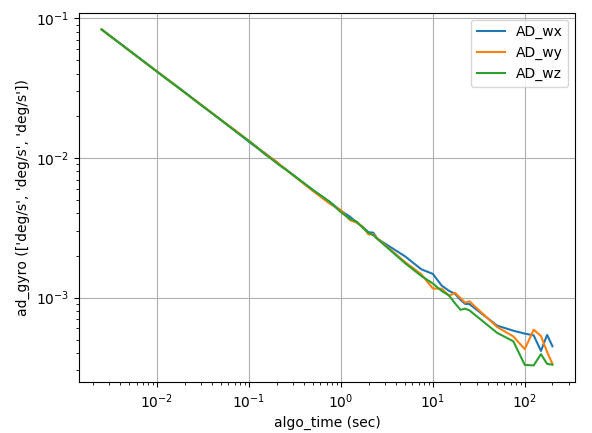 10⁻¹
10⁻²
10⁻³
ad_gyro (['deg/s', 'deg/s', 'deg/s'])
AD_wx
AD_wy
AD_wz
10⁻² 10⁻¹ 10⁰ 10¹ 10²
algo_time (sec)